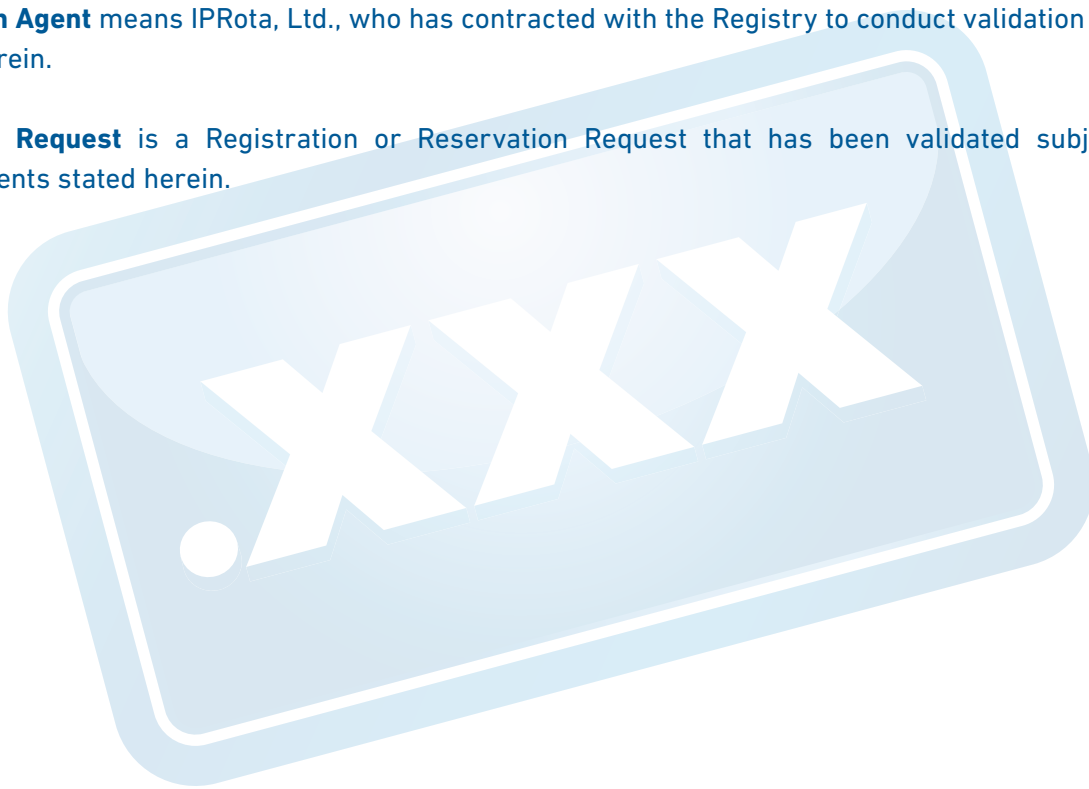 n Agent means IPRota, Ltd., who has contracted with the Registry to conduct validation
rein.
Request is a Registration or Reservation Request that has been validated subj
ents stated herein.
.XXX